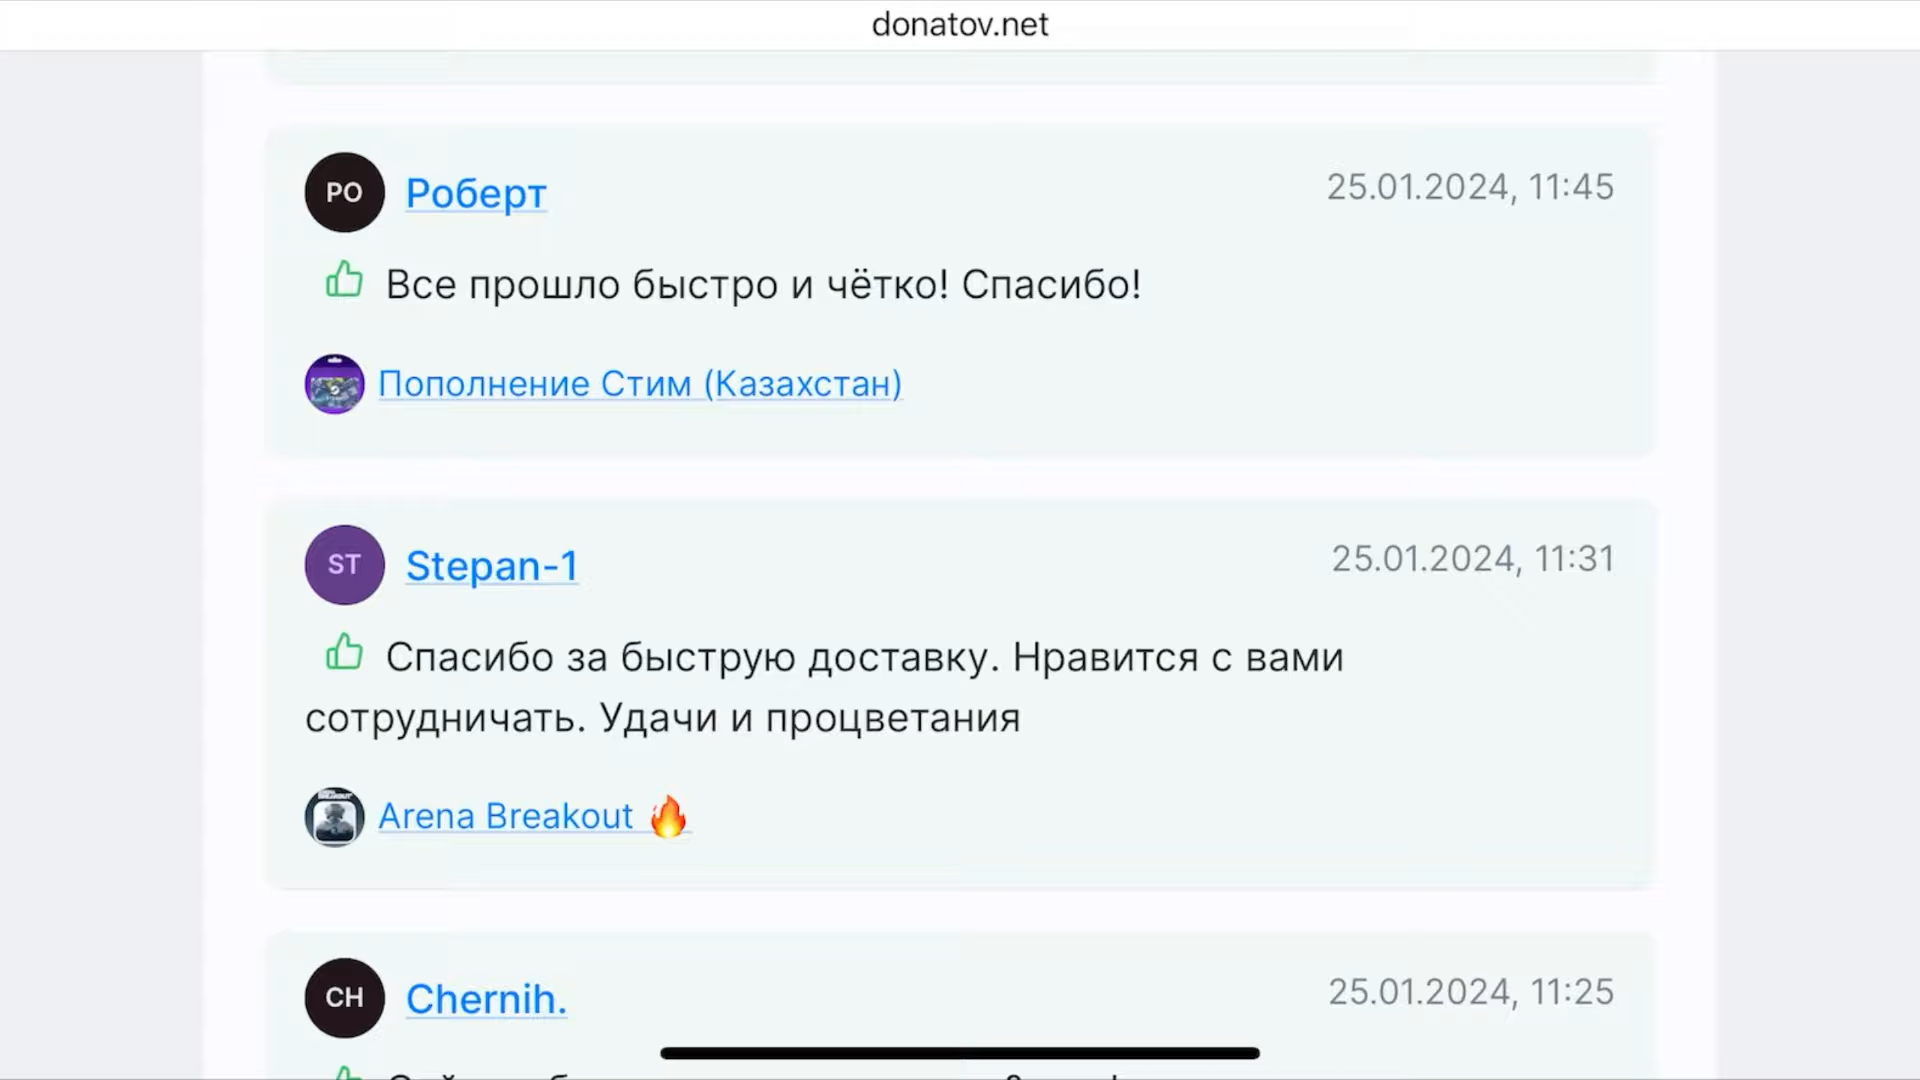 donatov.net
PO
Роберт
25.01.2024, 11:45
Все прошло быстро и чётко! Спасибо!
Пополнение Стим (Казахстан)
ST
Stepan-1
25.01.2024, 11:31
Спасибо за быструю доставку. Нравится с вами
сотрудничать. Удачи и процветания
Arena Breakout 🔥
CH
Chernih.
25.01.2024, 11:25